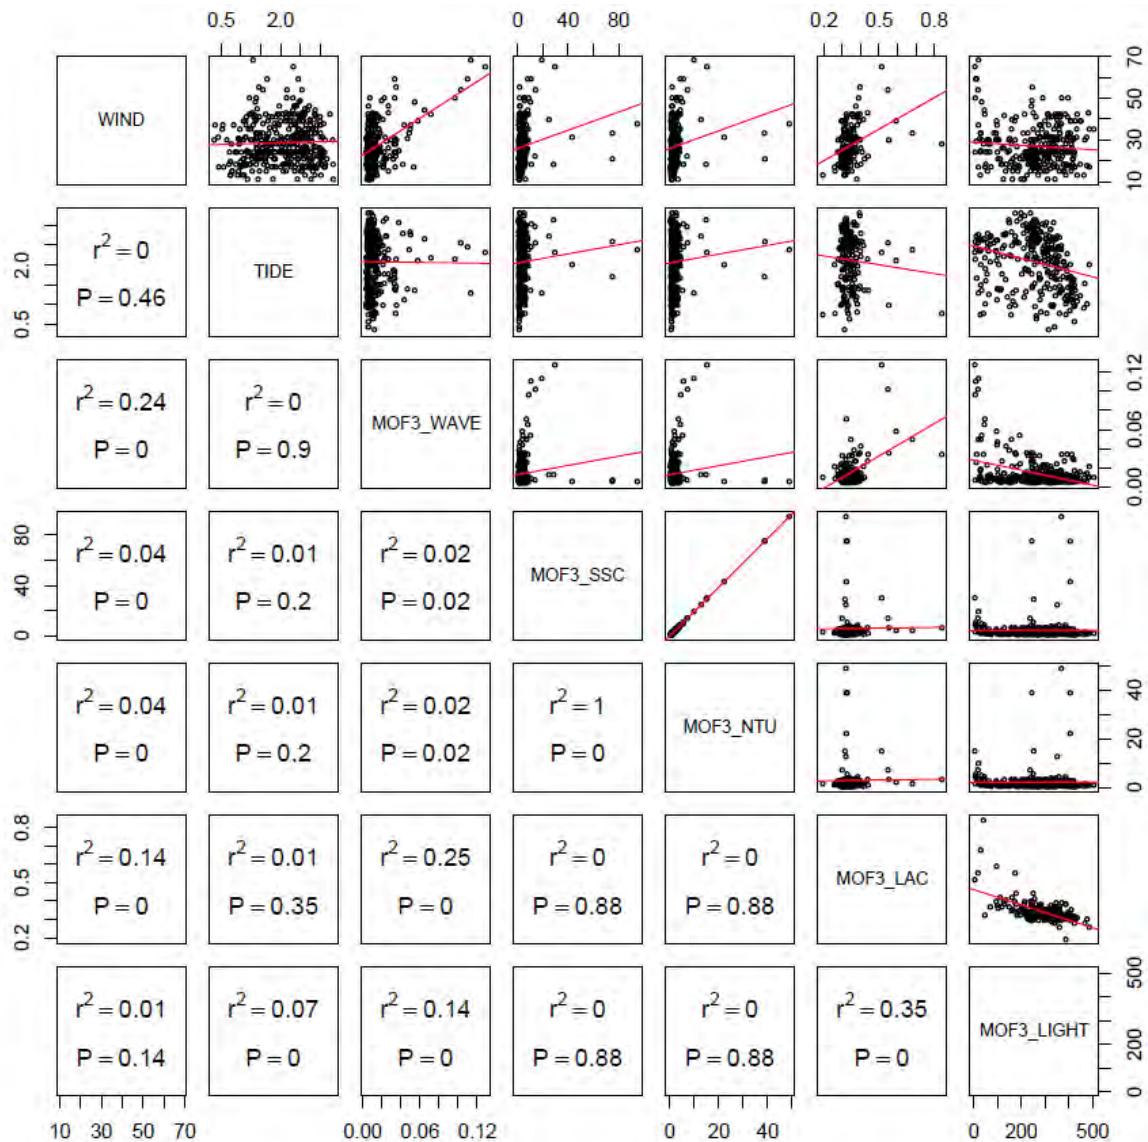 0.5 2.0 0 40 80 0.2 0.5 0.8
WIND 10 30 50 70
0.5 2.0 r² = 0 TIDE
P = 0.46
r² = 0.24 r² = 0 MOF3_WAVE 0.00 0.06 0.12
P = 0 P = 0.9
0 40 80 r² = 0.04 r² = 0.01 r² = 0.02 MOF3_SSC
P = 0 P = 0.2 P = 0.02
r² = 0.04 r² = 0.01 r² = 0.02 r² = 1 MOF3_NTU 0 20 40
P = 0 P = 0.2 P = 0.02 P = 0
0.2 0.5 0.8 r² = 0.14 r² = 0.01 r² = 0.25 r² = 0 r² = 0 MOF3_LAC
P = 0 P = 0.35 P = 0 P = 0.88 P = 0.88
r² = 0.01 r² = 0.07 r² = 0.14 r² = 0 r² = 0 r² = 0.35 MOF3_LIGHT 0 200 500
P = 0.14 P = 0 P = 0 P = 0.88 P = 0.88 P = 0
10 30 50 70 0.00 0.06 0.12 0 20 40 0 200 500